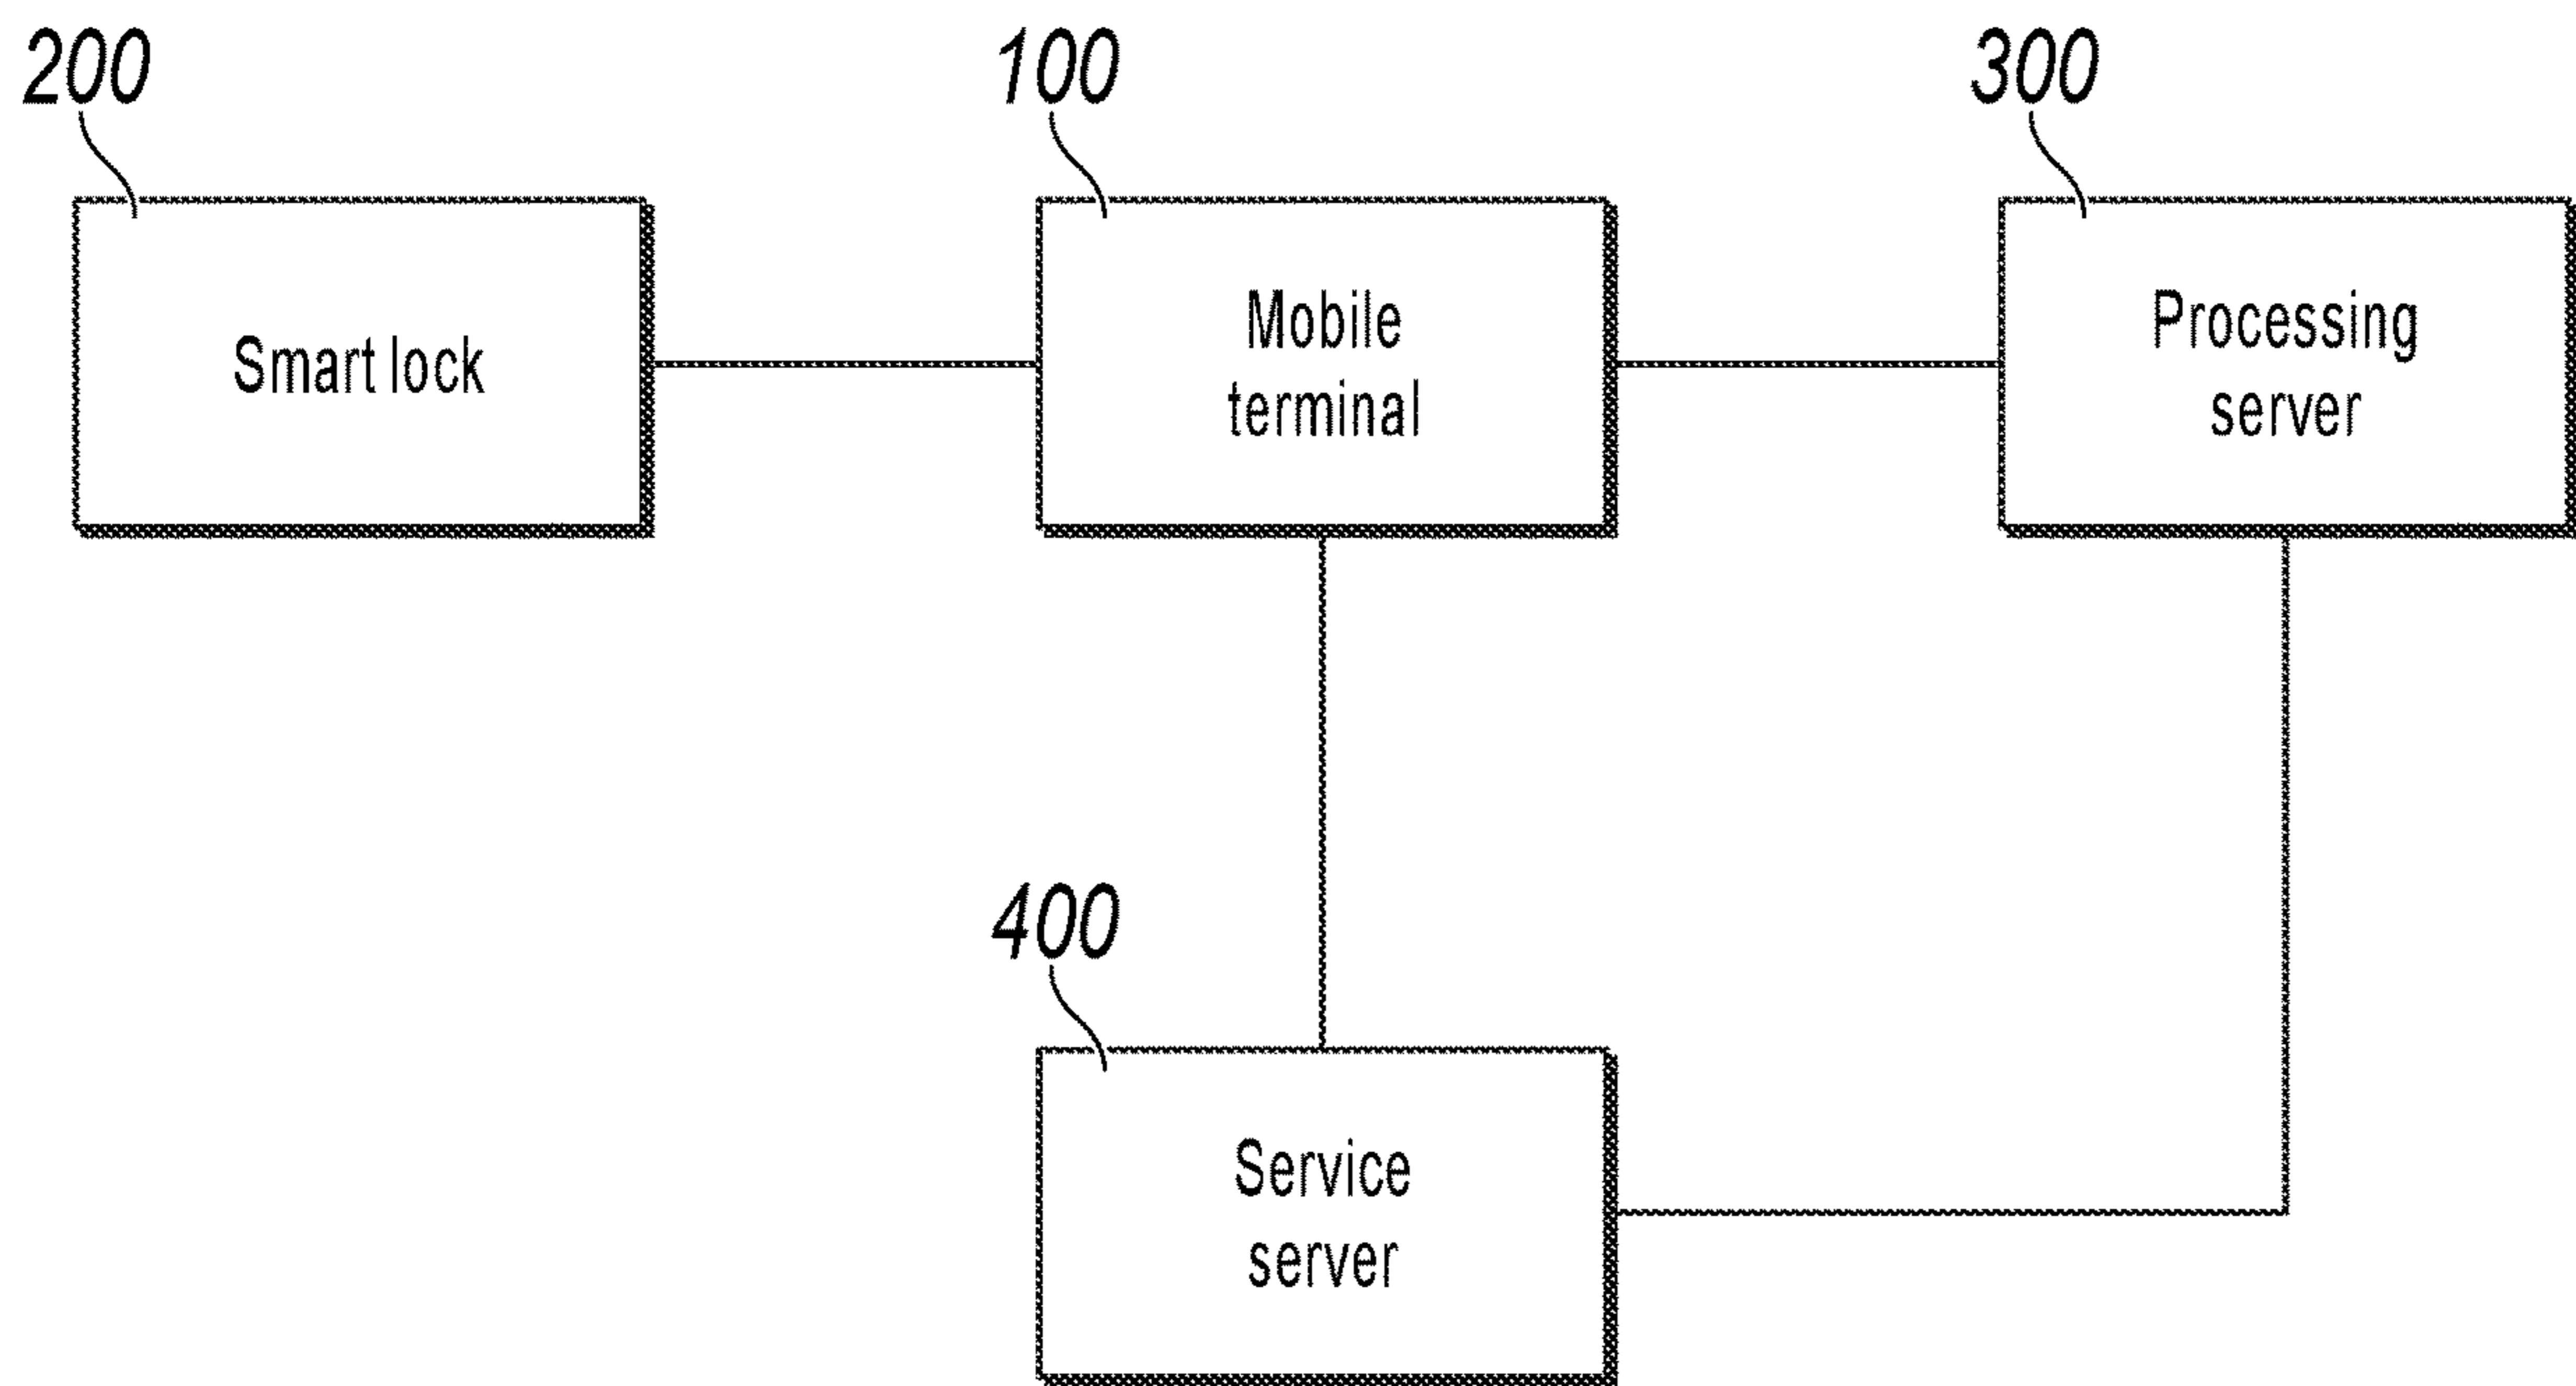 200
100
300
Smart lock
Mobile
terminal
Processing
server
400
Service
server